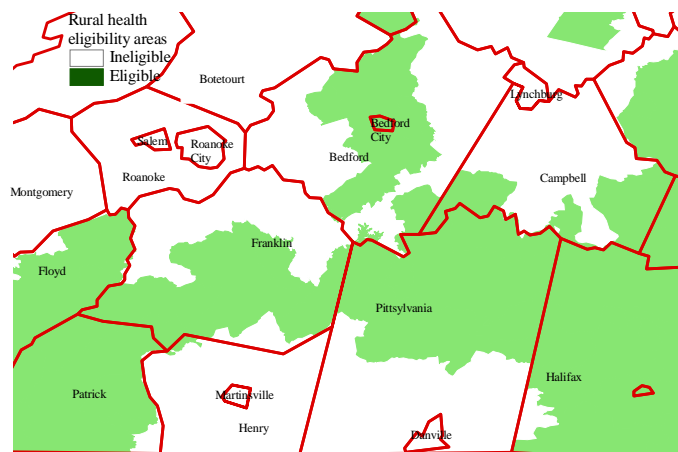 Rural health
eligibility areas
Ineligible
Eligible
Botetourt
Lynchburg
Bedford
City
Salem
Roanoke
City
Bedford
Roanoke
Campbell
Montgomery
Franklin
Floyd
Pittsylvania
Halifax
Patrick
Martinsville
Henry
Danville